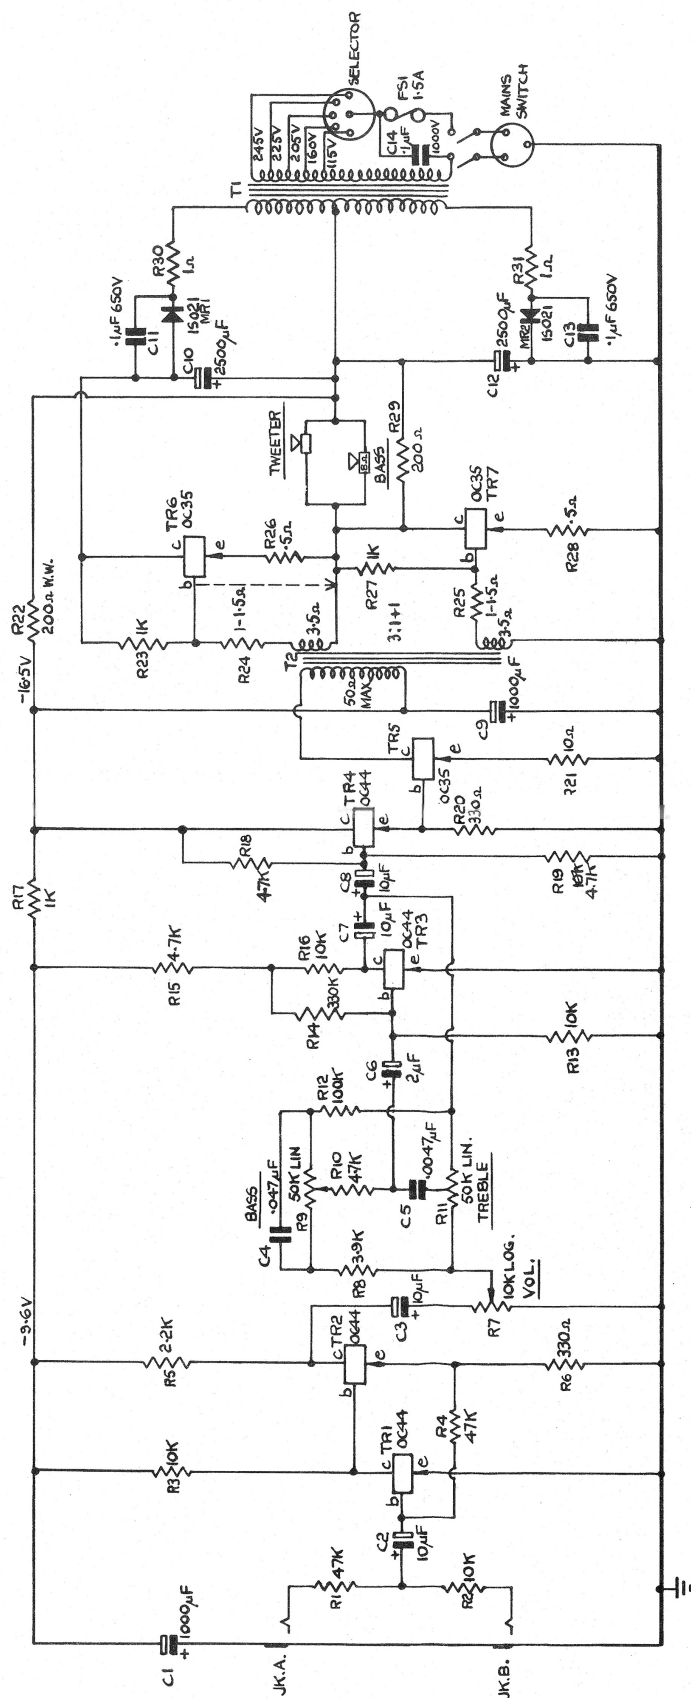 C1
1000µF
+
JK.A.
JK.B.
R1
47K
R2
10K
C2
10µF
+
R3
10K
TR1
OC44
c
b
e
R4
47K
-9·6V
R5
2·2K
TR2
OC44
c
b
e
R6
330Ω
C3
10µF
+
R7
10K LOG.
VOL.
R8
3·9K
C4
·047µF
BASS
R9
50K LIN
R10
47K
C5
·0047µF
R11
50K LIN.
TREBLE
R12
100K
C6
2µF
+
R13
10K
R14
330K
R15
4·7K
R16
10K
OC44
TR3
c
b
e
C7
10µF
+
C8
10µF
+
R17
1K
R18
4·7K
R19
4.7K
TR4
OC44
c
b
e
R20
330Ω
TR5
OC35
c
b
e
R21
10Ω
-16·5V
R22
200Ω W.W.
C9
1000µF
+
T2
50Ω
MAX
3·5Ω
3:1+1
3·5Ω
R23
1K
R24
1-1·5Ω
R25
1-1·5Ω
TR6
OC35
c
b
e
R26
·5Ω
R27
1K
OC35
TR7
c
b
e
R28
·5Ω
R29
200Ω
TWEETER
BASS
8Ω
C10
2500µF
+
C11
·1µF 650V
1S021
MR1
R30
1Ω
C12
2500µF
+
MR2
1S021
C13
·1µF 650V
R31
1Ω
T1
245V
225V
205V
160V
115V
SELECTOR
FS1
1·5A
C14
·1µF
1000V
MAINS
SWITCH